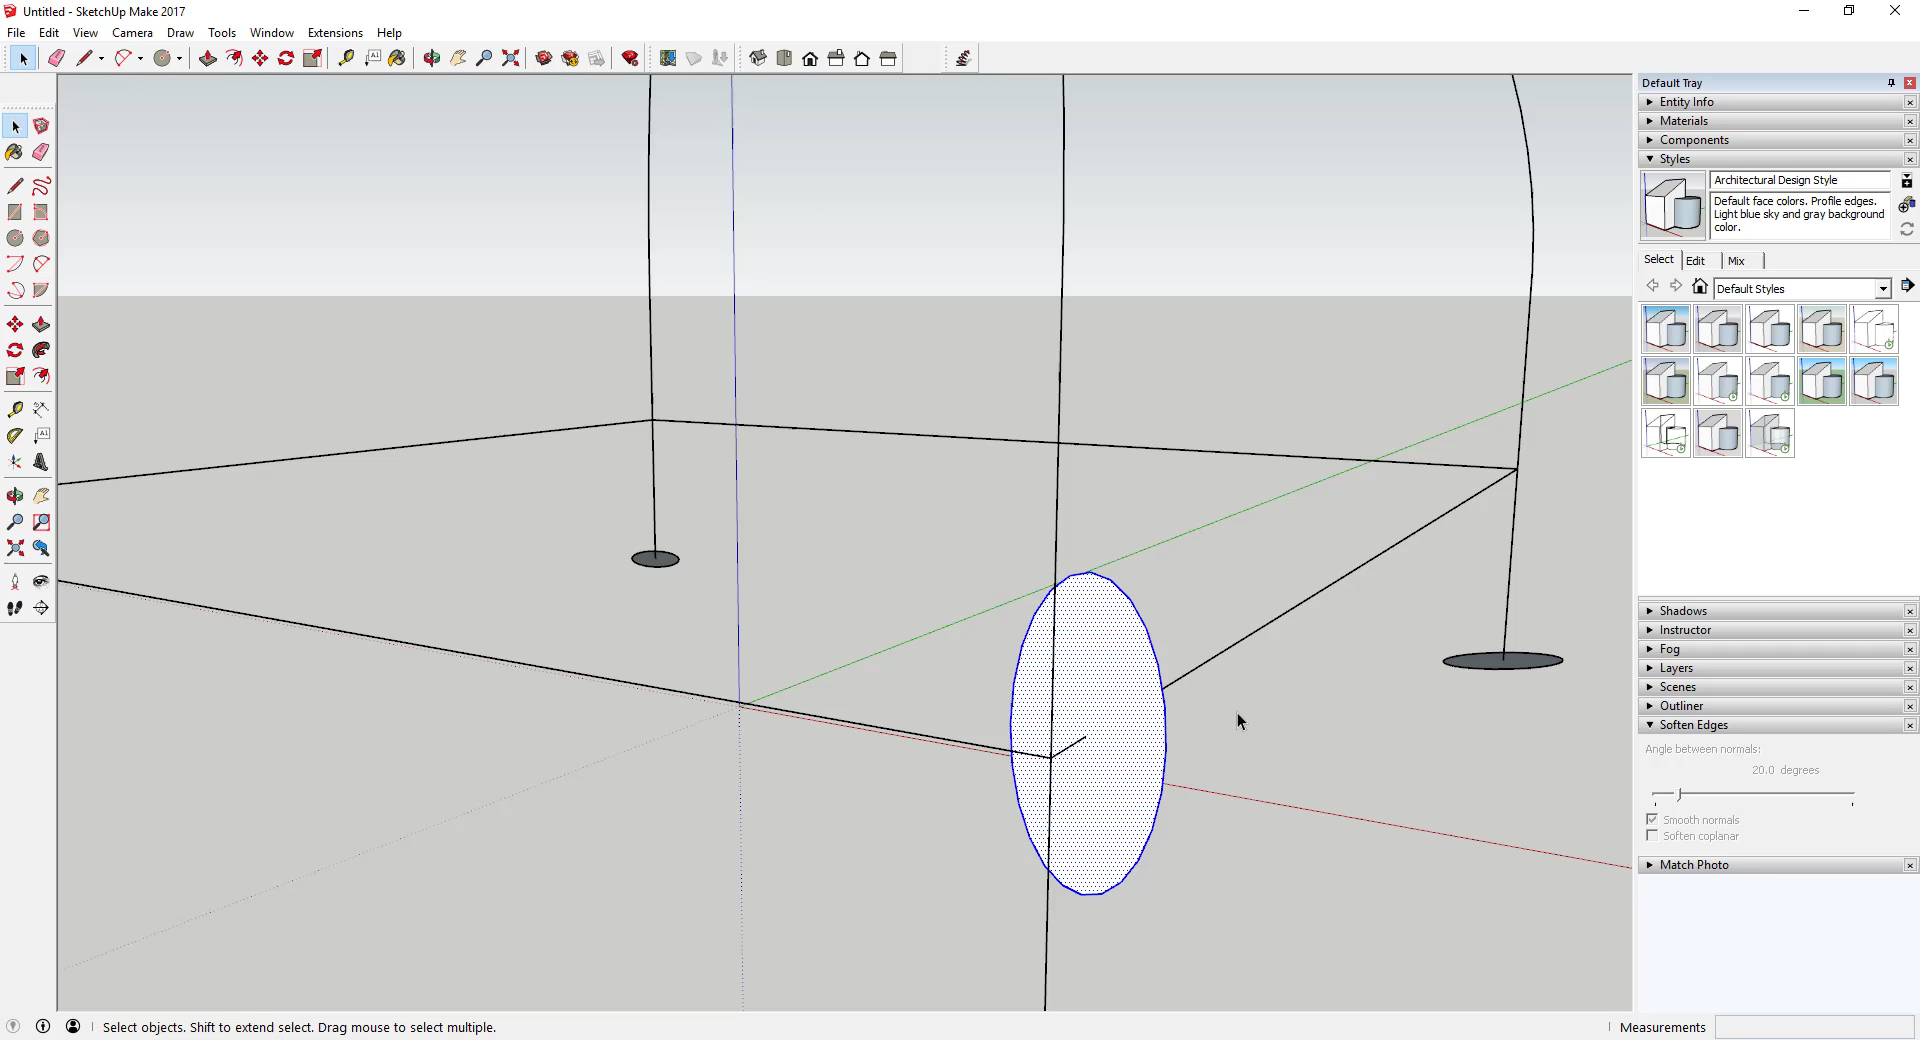 Untitled - SketchUp Make 2017
File Edit View Camera Draw Tools Window Extensions Help
A1
Default Tray
Entity Info
Materials
Components
Styles
Architectural Design Style
Default face colors. Profile edges.
Light blue sky and gray background
color.
Select Edit Mix
Default Styles
A1
Shadows
Instructor
Fog
Layers
Scenes
Outliner
Soften Edges
Angle between normals:
20.0 degrees
Smooth normals
Soften coplanar
Match Photo
Select objects. Shift to extend select. Drag mouse to select multiple.
Measurements